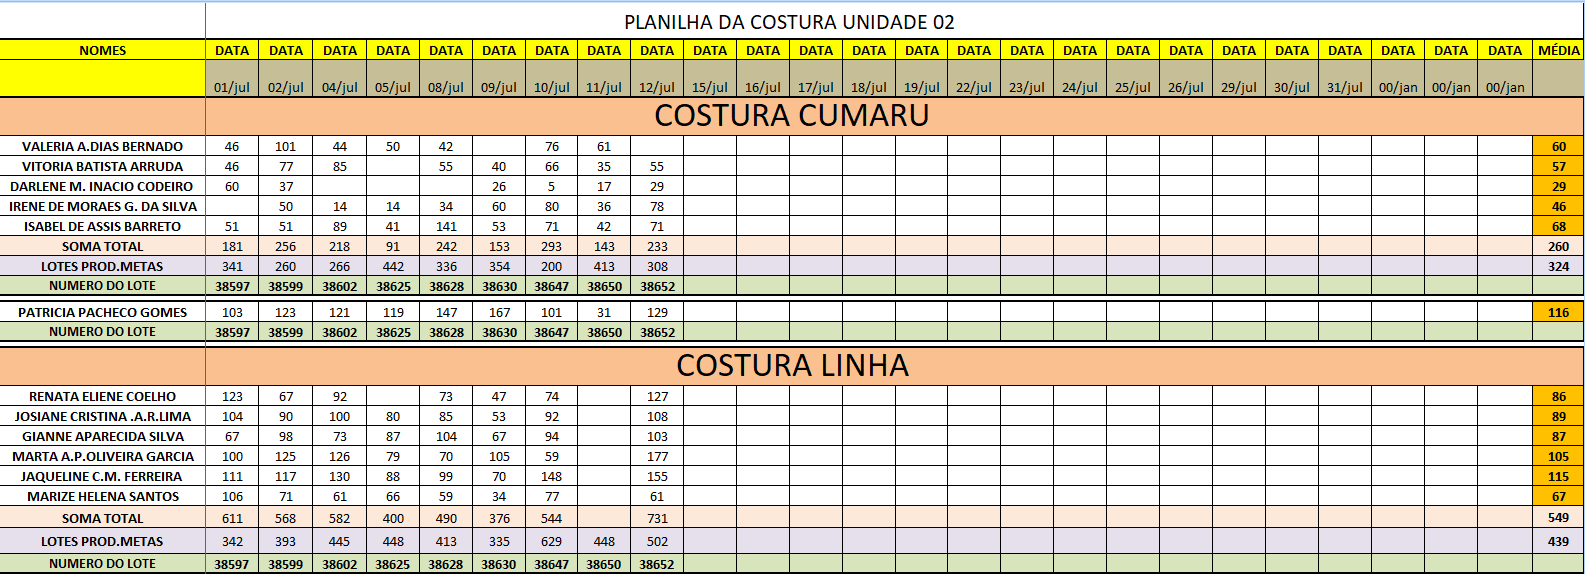 PLANILHA DA COSTURA UNIDADE 02
NOMES DATA DATA DATA DATA DATA DATA DATA DATA DATA DATA DATA DATA DATA DATA DATA DATA DATA DATA DATA DATA DATA DATA DATA DATA DATA MÉDIA
01/jul 02/jul 04/jul 05/jul 08/jul 09/jul 10/jul 11/jul 12/jul 15/jul 16/jul 17/jul 18/jul 19/jul 22/jul 23/jul 24/jul 25/jul 26/jul 29/jul 30/jul 31/jul 00/jan 00/jan 00/jan
COSTURA CUMARU
VALERIA A.DIAS BERNADO 46 101 44 50 42 76 61 60
VITORIA BATISTA ARRUDA 46 77 85 55 40 66 35 55 57
DARLENE M. INACIO CODEIRO 60 37 26 5 17 29 29
IRENE DE MORAES G. DA SILVA 50 14 14 34 60 80 36 78 46
ISABEL DE ASSIS BARRETO 51 51 89 41 141 53 71 42 71 68
SOMA TOTAL 181 256 218 91 242 153 293 143 233 260
LOTES PROD.METAS 341 260 266 442 336 354 200 413 308 324
NUMERO DO LOTE 38597 38599 38602 38625 38628 38630 38647 38650 38652
PATRICIA PACHECO GOMES 103 123 121 119 147 167 101 31 129 116
NUMERO DO LOTE 38597 38599 38602 38625 38628 38630 38647 38650 38652
COSTURA LINHA
RENATA ELIENE COELHO 123 67 92 73 47 74 127 86
JOSIANE CRISTINA .A.R.LIMA 104 90 100 80 85 53 92 108 89
GIANNE APARECIDA SILVA 67 98 73 87 104 67 94 103 87
MARTA A.P.OLIVEIRA GARCIA 100 125 126 79 70 105 59 177 105
JAQUELINE C.M. FERREIRA 111 117 130 88 99 70 148 155 115
MARIZE HELENA SANTOS 106 71 61 66 59 34 77 61 67
SOMA TOTAL 611 568 582 400 490 376 544 731 549
LOTES PROD.METAS 342 393 445 448 413 335 629 448 502 439
NUMERO DO LOTE 38597 38599 38602 38625 38628 38630 38647 38650 38652